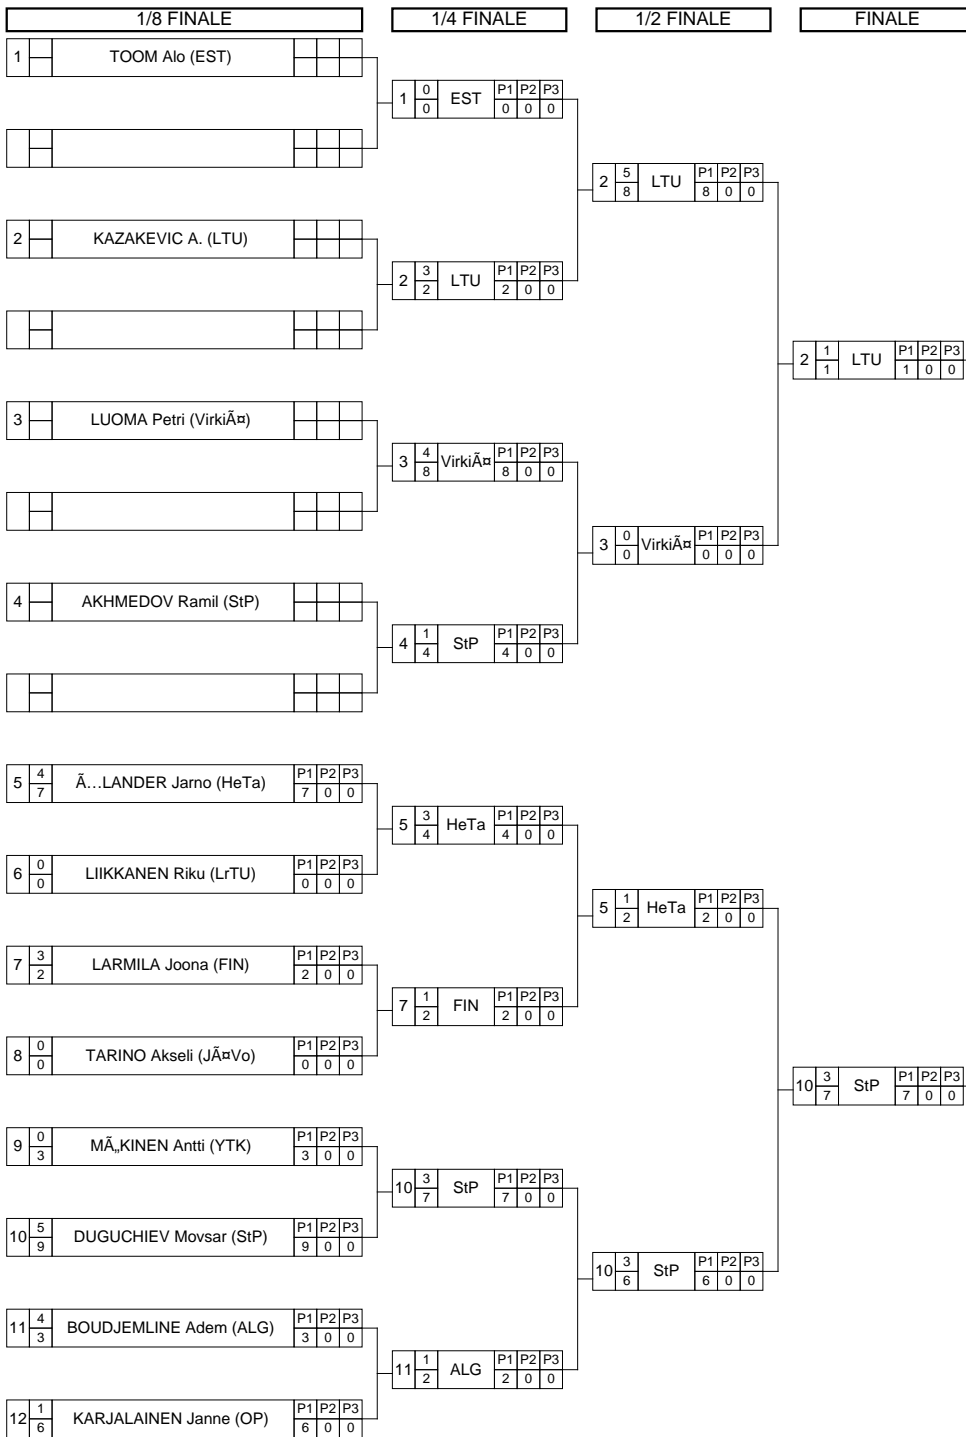 1/8 FINALE 1/4 FINALE 1/2 FINALE FINALE
1 TOOM Alo (EST)
1 0 EST P1 P2 P3
0 0 0 0
2 5 LTU P1 P2 P3
8 8 0 0
2 KAZAKEVIC A. (LTU)
2 3 LTU P1 P2 P3
2 2 0 0
2 1 LTU P1 P2 P3
1 1 0 0
3 LUOMA Petri (VirkiÃ¤)
3 4 VirkiÃ¤ P1 P2 P3
8 8 0 0
3 0 VirkiÃ¤ P1 P2 P3
0 0 0 0
4 AKHMEDOV Ramil (StP)
4 1 StP P1 P2 P3
4 4 0 0
5 4 Ã…LANDER Jarno (HeTa) P1 P2 P3
7 7 0 0
5 3 HeTa P1 P2 P3
4 4 0 0
6 0 LIIKKANEN Riku (LrTU) P1 P2 P3
0 0 0 0
5 1 HeTa P1 P2 P3
2 2 0 0
7 3 LARMILA Joona (FIN) P1 P2 P3
2 2 0 0
7 1 FIN P1 P2 P3
2 2 0 0
8 0 TARINO Akseli (JÃ¤Vo) P1 P2 P3
0 0 0 0
10 3 StP P1 P2 P3
7 7 0 0
9 0 MÃ„KINEN Antti (YTK) P1 P2 P3
3 3 0 0
10 3 StP P1 P2 P3
7 7 0 0
10 5 DUGUCHIEV Movsar (StP) P1 P2 P3
9 9 0 0
10 3 StP P1 P2 P3
6 6 0 0
11 4 BOUDJEMLINE Adem (ALG) P1 P2 P3
3 3 0 0
11 1 ALG P1 P2 P3
2 2 0 0
12 1 KARJALAINEN Janne (OP) P1 P2 P3
6 6 0 0